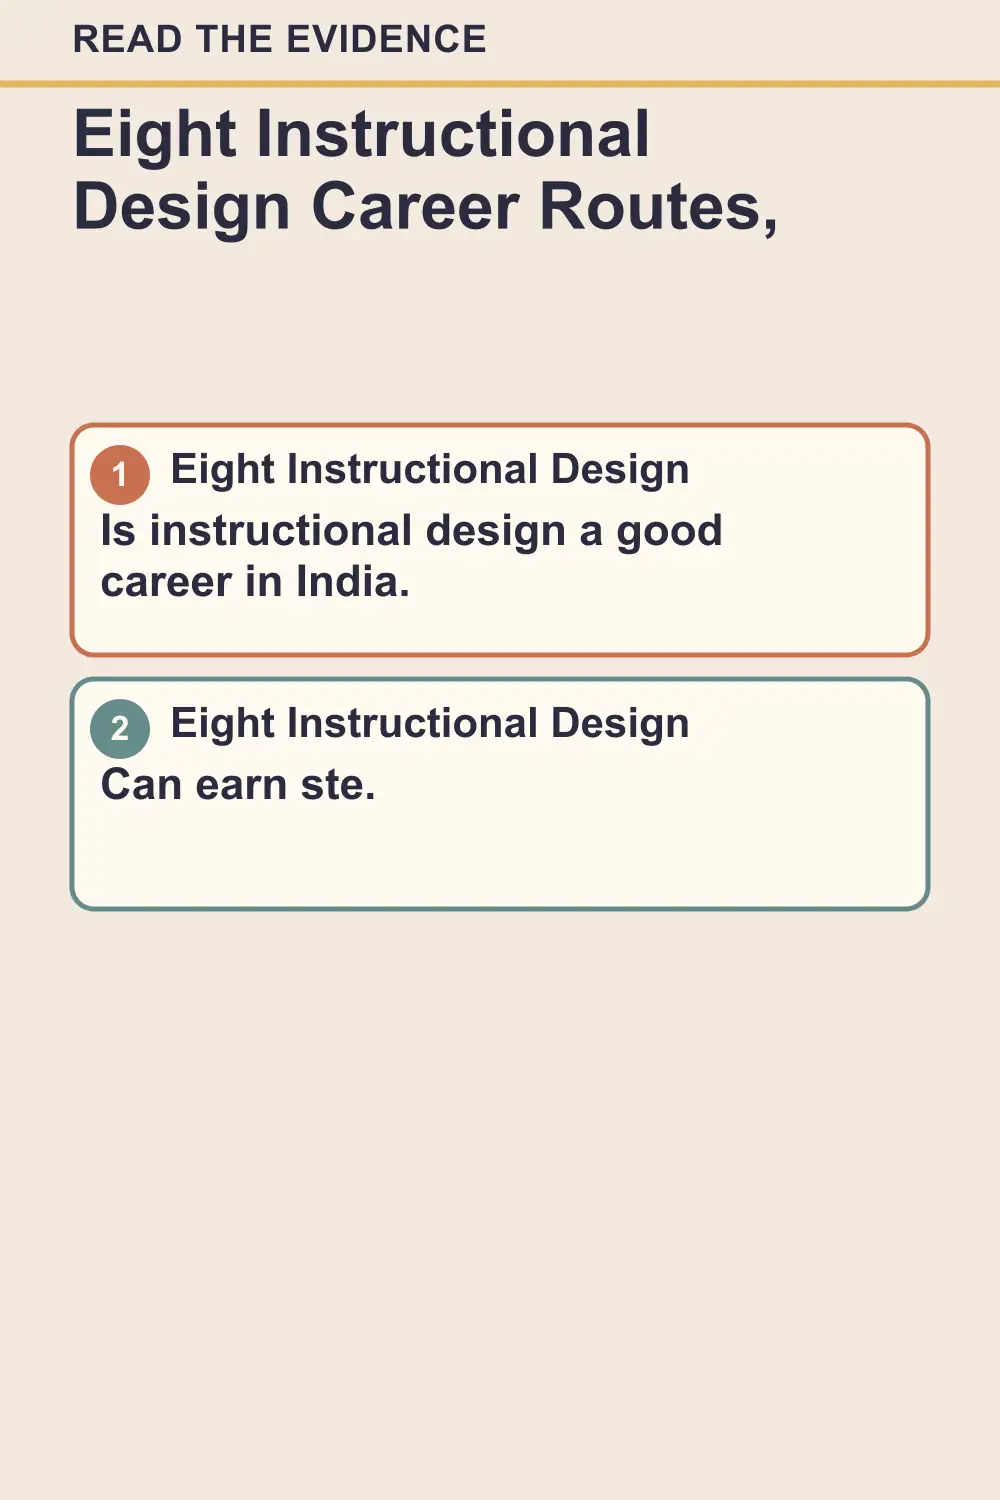 READ THE EVIDENCE
Eight Instructional
Design Career Routes,
1 Eight Instructional Design
Is instructional design a good
career in India.
2 Eight Instructional Design
Can earn ste.